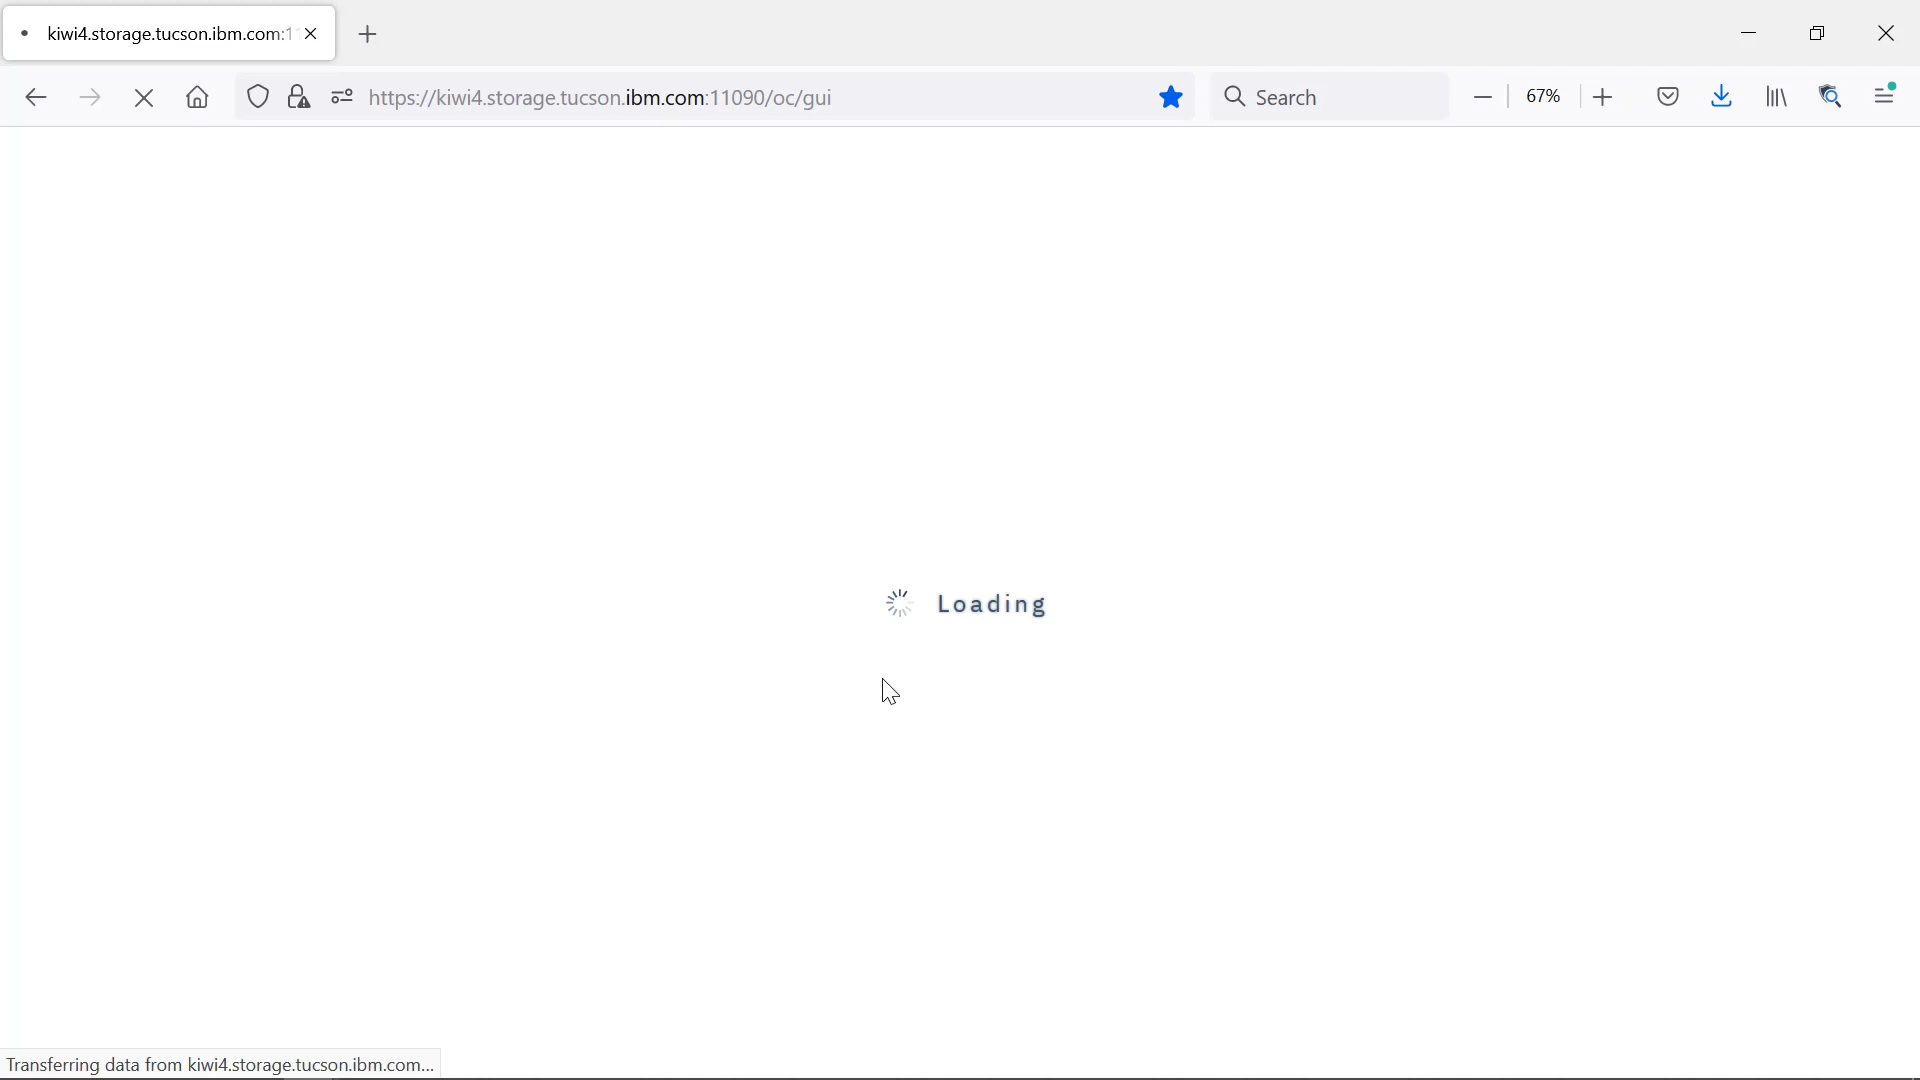 kiwi4.storage.tucson.ibm.com:11
https://kiwi4.storage.tucson.ibm.com:11090/oc/gui
Search
67%
Loading
Transferring data from kiwi4.storage.tucson.ibm.com...